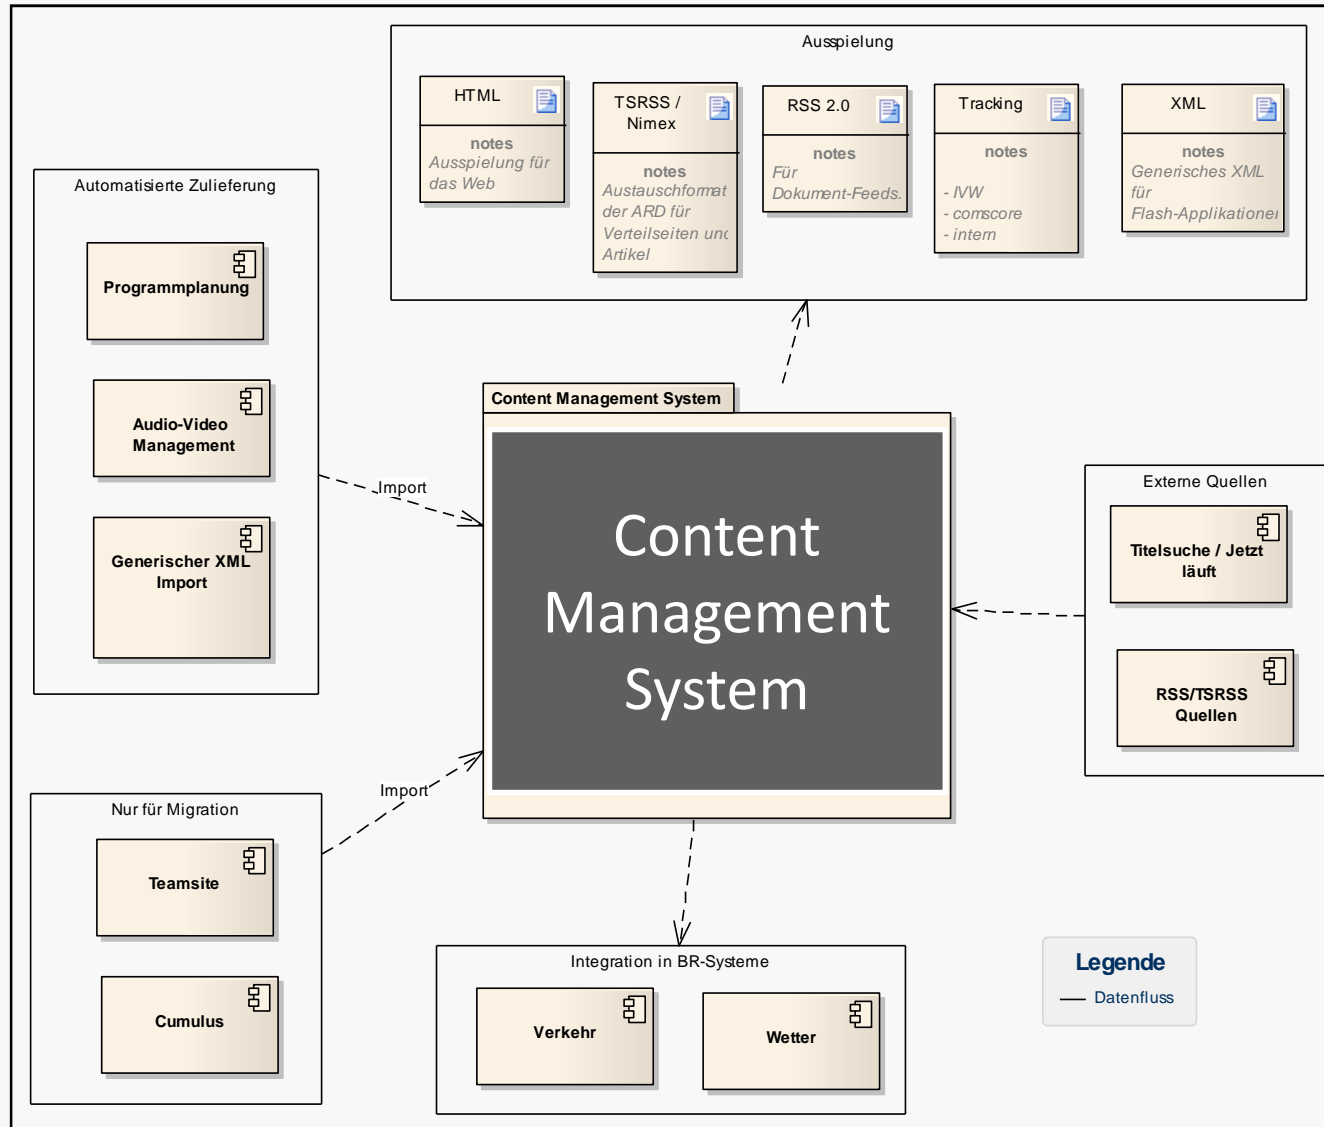 Ausspielung
HTML
notes
Ausspielung für
das Web
TSRSS /
Nimex
notes
Austauschformat
der ARD für
Verteilseiten und
Artikel
RSS 2.0
notes
Für
Dokument-Feeds.
Tracking
notes
- IVW
- comscore
- intern
XML
notes
Generisches XML
für
Flash-Applikationen
Automatisierte Zulieferung
Programmplanung
Audio-Video
Management
Generischer XML
Import
Import
Content Management System
Content
Management
System
Externe Quellen
Titelsuche / Jetzt
läuft
RSS/TSRSS
Quellen
Import
Nur für Migration
Teamsite
Cumulus
Integration in BR-Systeme
Verkehr
Wetter
Legende
Datenfluss